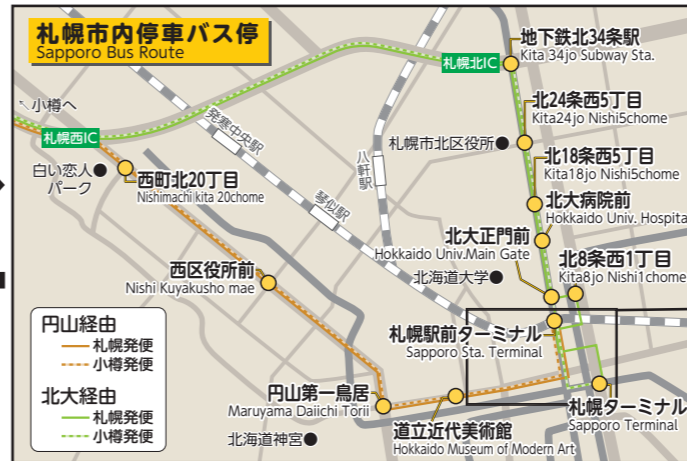 札幌市内停車バス停
Sapporo Bus Route
地下鉄北34条駅
Kita 34jo Subway Sta.
札幌北IC
↖小樽へ
札幌西IC
発寒中央駅
八軒駅
北24条西5丁目
Kita24jo Nishi5chome
札幌市北区役所●
白い恋人●
パーク
西町北20丁目
Nishimachi kita 20chome
琴似駅
北18条西5丁目
Kita18jo Nishi5chome
北大病院前
Hokkaido Univ. Hospita
北大正門前
Hokkaido Univ.Main Gate
北海道大学●
北8条西1丁目
Kita8jo Nishi1chome
西区役所前
Nishi Kuyakusho mae
円山経由
札幌発便
小樽発便
北大経由
札幌発便
小樽発便
札幌駅前ターミナル
Sapporo Sta. Terminal
円山第一鳥居
Maruyama Daiichi Torii
北海道神宮●
道立近代美術館
Hokkaido Museum of Modern Art
札幌ターミナル
Sapporo Terminal